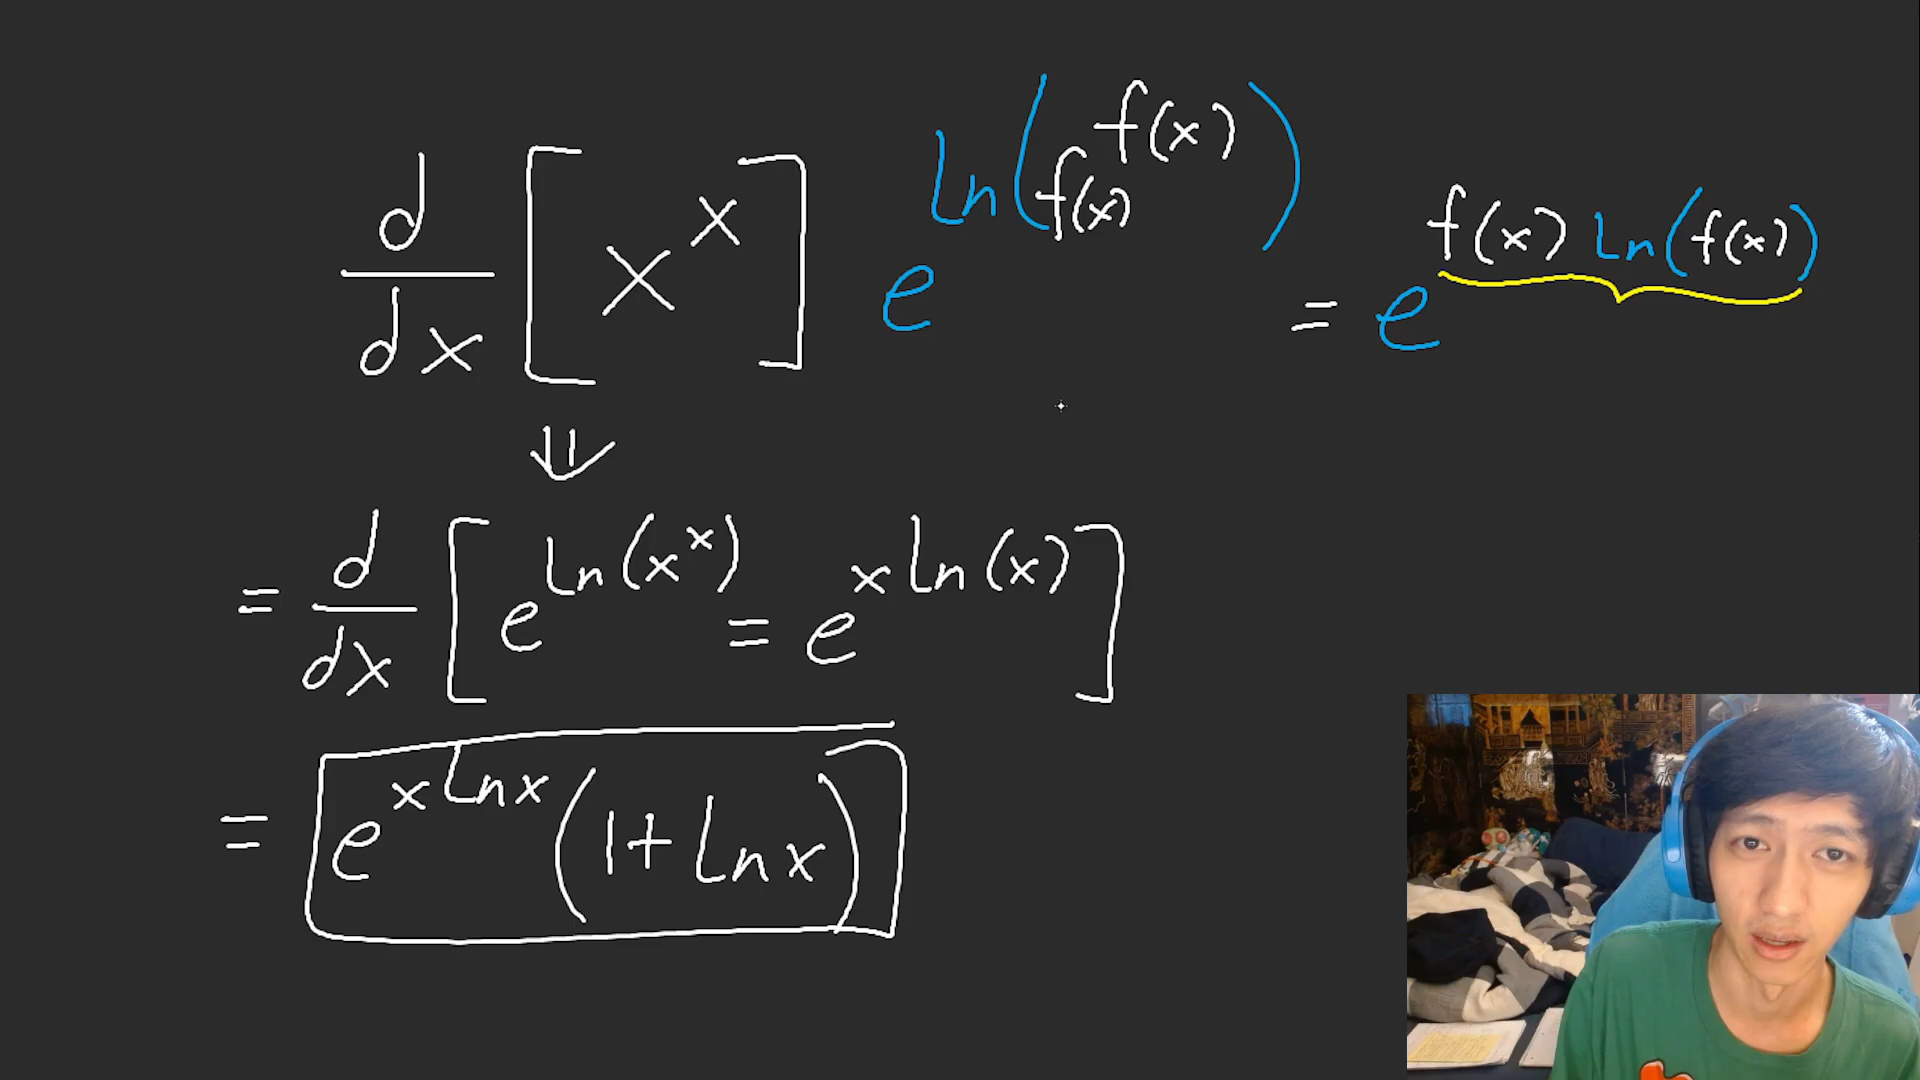 d/dx [x^x]
e^(ln(f(x)^f(x))) = e^(f(x) ln(f(x)))
⇓
= d/dx [e^(ln(x^x)) = e^(x ln(x))]
= e^(x ln x) (1 + ln x)